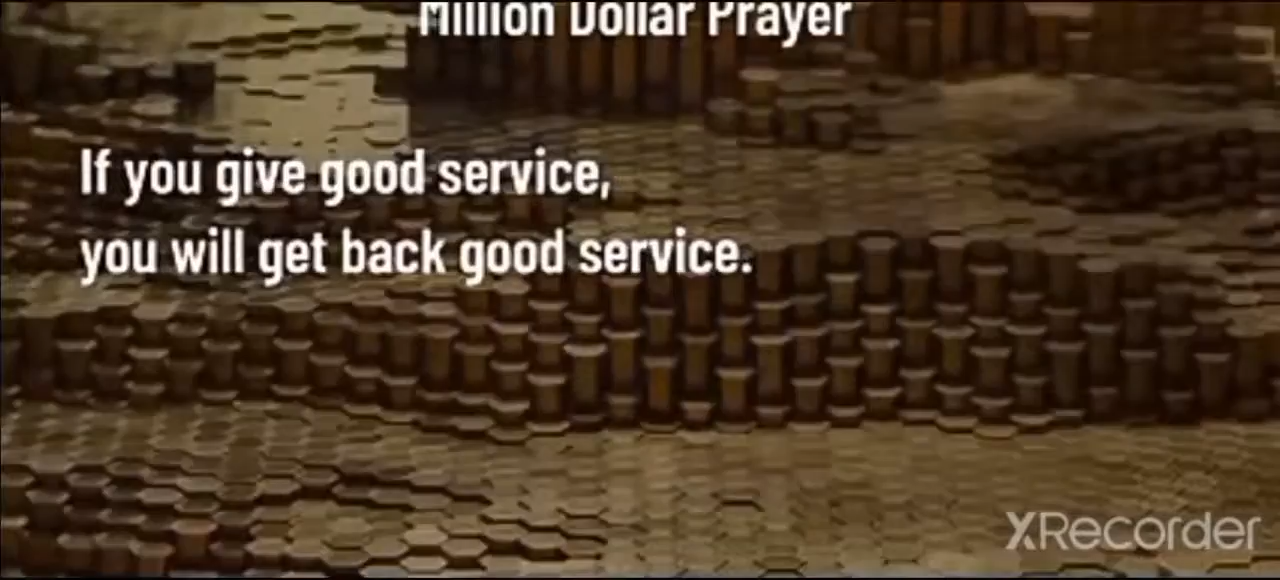 Million Dollar Prayer
If you give good service,
you will get back good service.
XRecorder